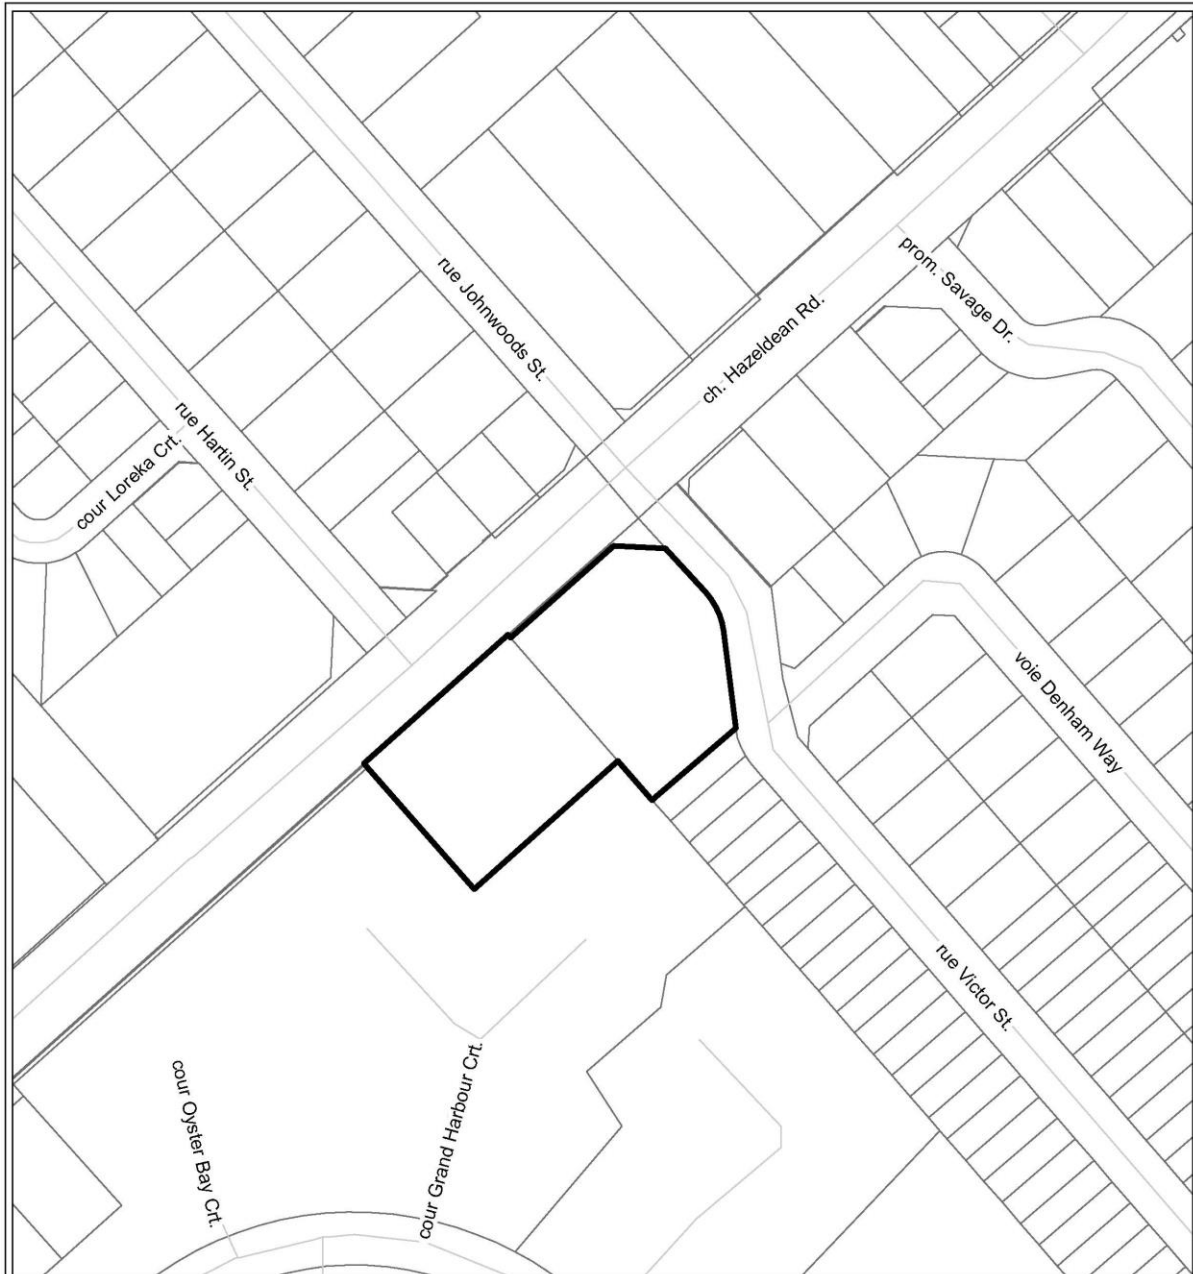 prom. Savage Dr.
rue Johnwoods St.
ch. Hazeldean Rd.
rue Hartin St.
cour Loreka Crt.
voie Denham Way
rue Victor St.
cour Oyster Bay Crt.
cour Grand Harbour Crt.